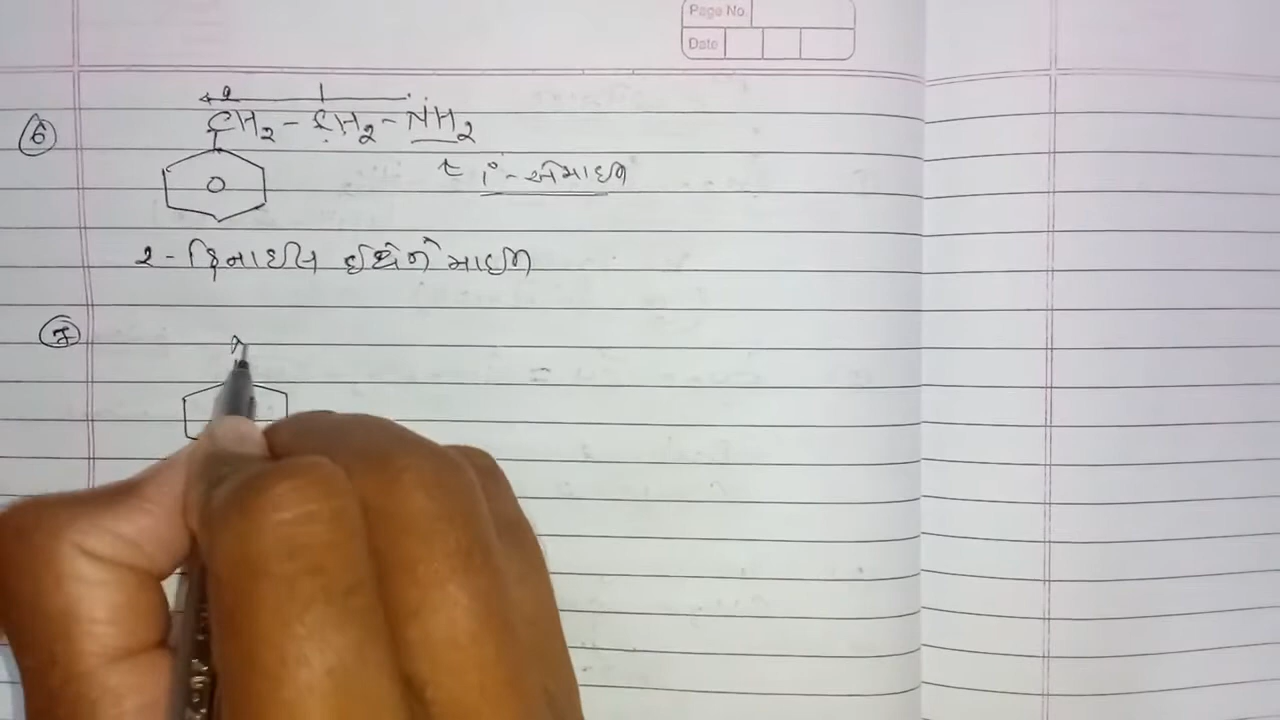 Page No.
Date
2 1
6 CH2 - CH2 - NH2
1° - એમાઇન
2 - ફિનાઇલ ઇથેનેમાઇન
7